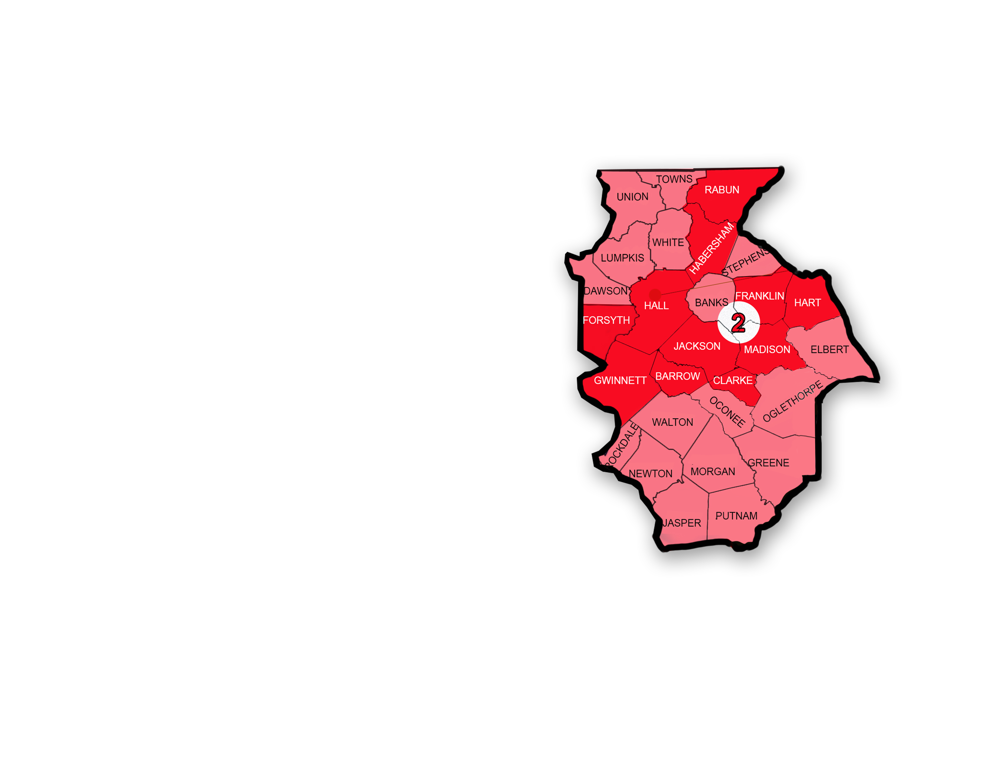 TOWNS
RABUN
UNION
WHITE
HABERSHAM
LUMPKIS
STEPHENS
DAWSON
HALL
BANKS
FRANKLIN
HART
FORSYTH
2
JACKSON
MADISON
ELBERT
GWINNETT
BARROW
CLARKE
OCONEE
OGLETHORPE
WALTON
ROCKDALE
NEWTON
MORGAN
GREENE
JASPER
PUTNAM